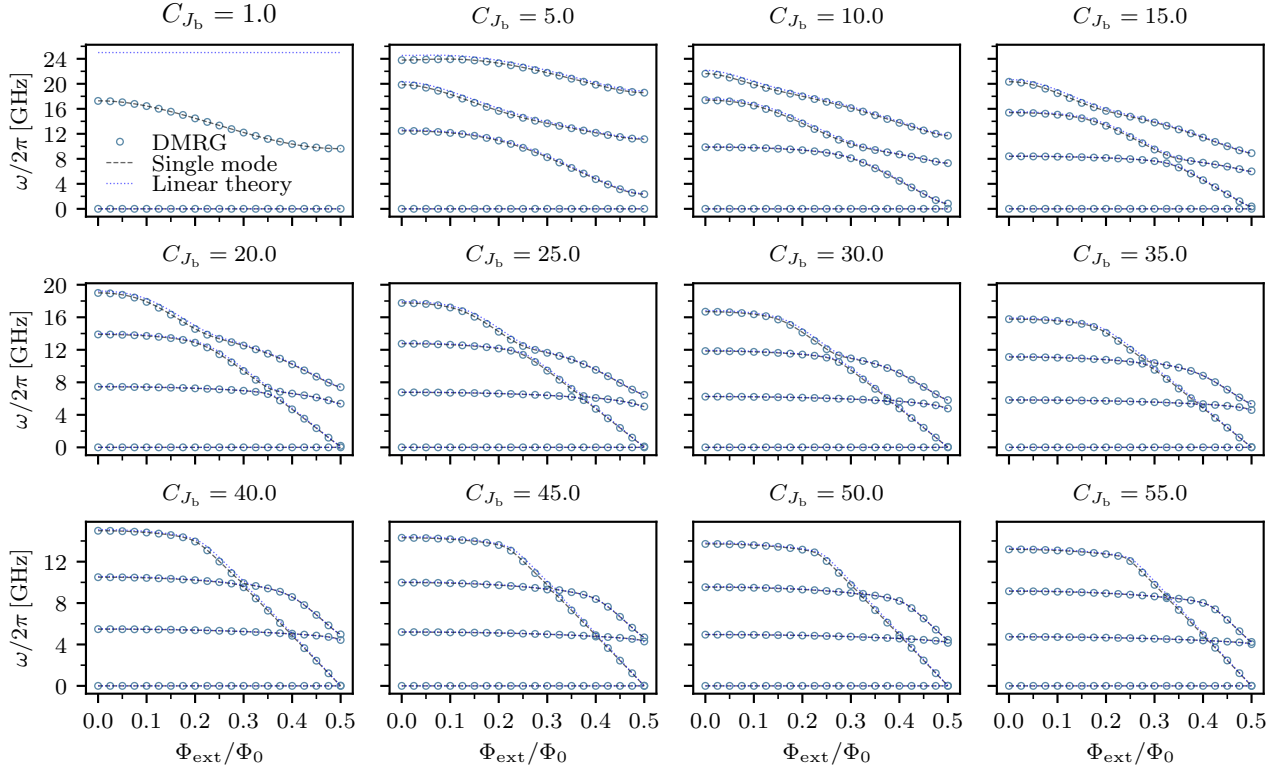 C_{J_b} = 1.0 C_{J_b} = 5.0 C_{J_b} = 10.0 C_{J_b} = 15.0
24
20
16
12
8
4
0
ω/2π [GHz]
DMRG
Single mode
Linear theory
C_{J_b} = 20.0 C_{J_b} = 25.0 C_{J_b} = 30.0 C_{J_b} = 35.0
20
16
12
8
4
0
ω/2π [GHz]
C_{J_b} = 40.0 C_{J_b} = 45.0 C_{J_b} = 50.0 C_{J_b} = 55.0
12
8
4
0
ω/2π [GHz]
0.0 0.1 0.2 0.3 0.4 0.5 0.0 0.1 0.2 0.3 0.4 0.5 0.0 0.1 0.2 0.3 0.4 0.5 0.0 0.1 0.2 0.3 0.4 0.5
Φ_ext/Φ_0 Φ_ext/Φ_0 Φ_ext/Φ_0 Φ_ext/Φ_0